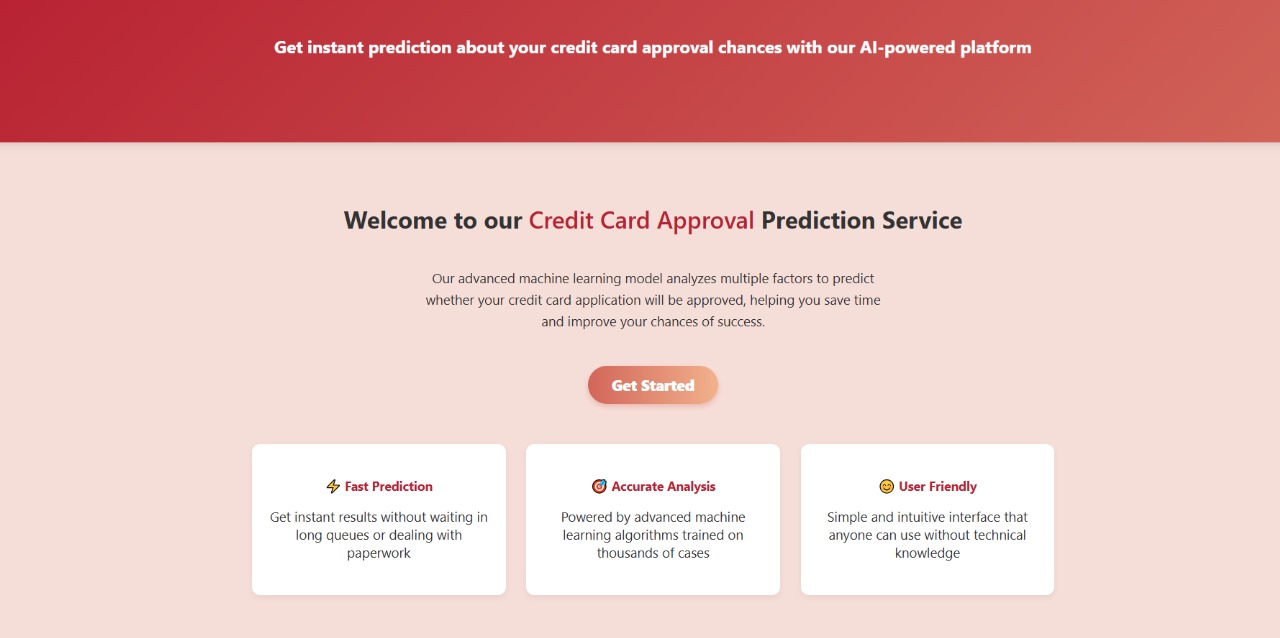 Get instant prediction about your credit card approval chances with our AI-powered platform
Welcome to our Credit Card Approval Prediction Service
Our advanced machine learning model analyzes multiple factors to predict
whether your credit card application will be approved, helping you save time
and improve your chances of success.
Get Started
⚡ Fast Prediction
Get instant results without waiting in
long queues or dealing with
paperwork
🎯 Accurate Analysis
Powered by advanced machine
learning algorithms trained on
thousands of cases
😊 User Friendly
Simple and intuitive interface that
anyone can use without technical
knowledge